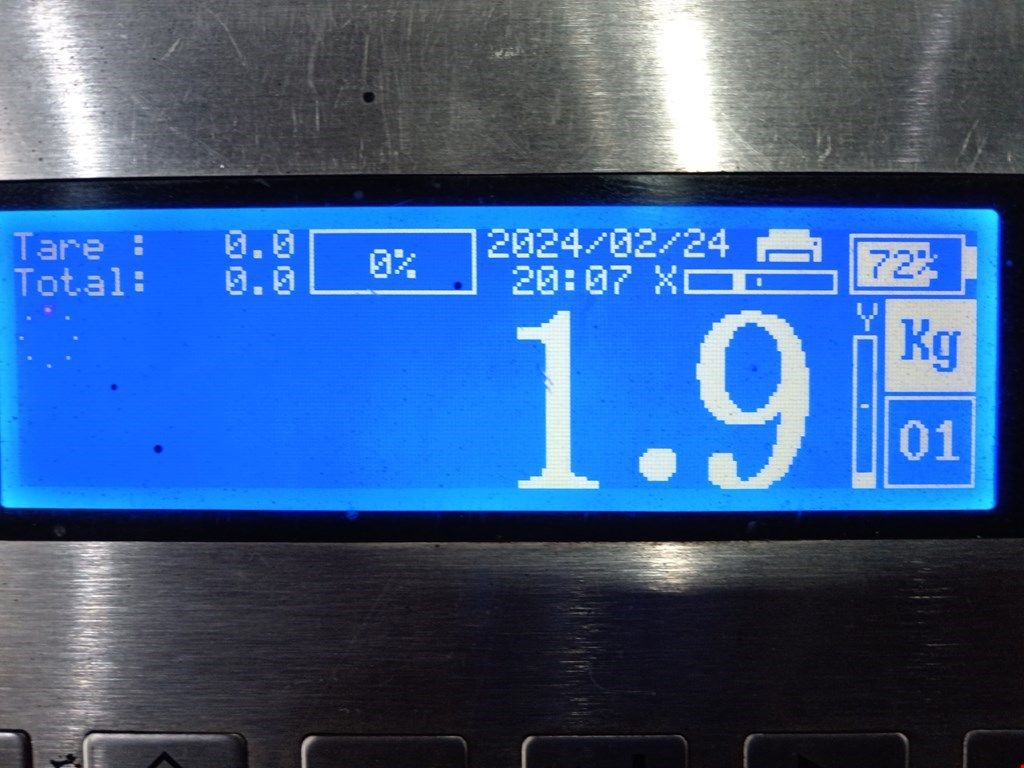 Tare : 0.0 0% 2024/02/24 72%
Total: 0.0 20:07 X
1.9 Y Kg
01